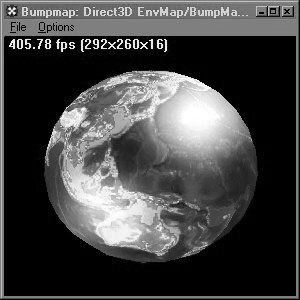 Bumpmap: Direct3D EnvMap/BumpMa...
File Options
405.78 fps (292x260x16)